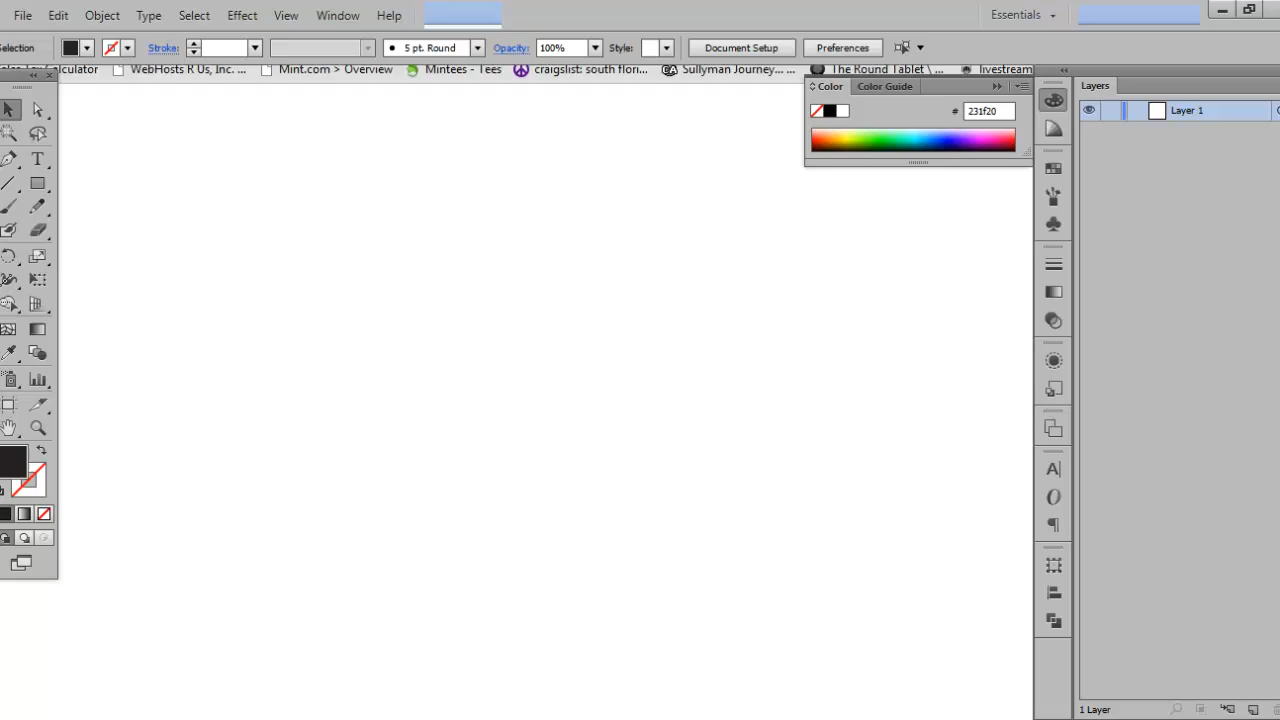 File Edit Object Type Select Effect View Window Help Essentials
Selection Stroke: 5 pt. Round Opacity: 100% Style: Document Setup Preferences
Calculator WebHosts R Us, Inc. ... Mint.com > Overview Mintees - Tees craigslist: south flori... Sullyman Journey... ... The Round Tablet \ ... livestream
Color Color Guide Layers
# 231f20 Layer 1
T
A
O
1 Layer